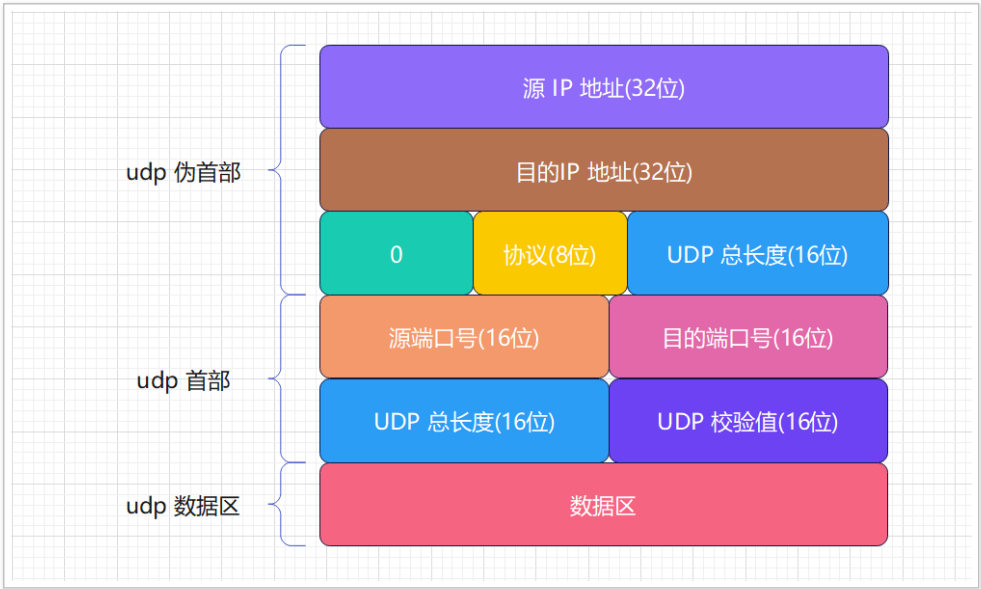 源 IP 地址(32位)
udp 伪首部
目的IP 地址(32位)
0
协议(8位)
UDP 总长度(16位)
源端口号(16位)
目的端口号(16位)
udp 首部
UDP 总长度(16位)
UDP 校验值(16位)
udp 数据区
数据区